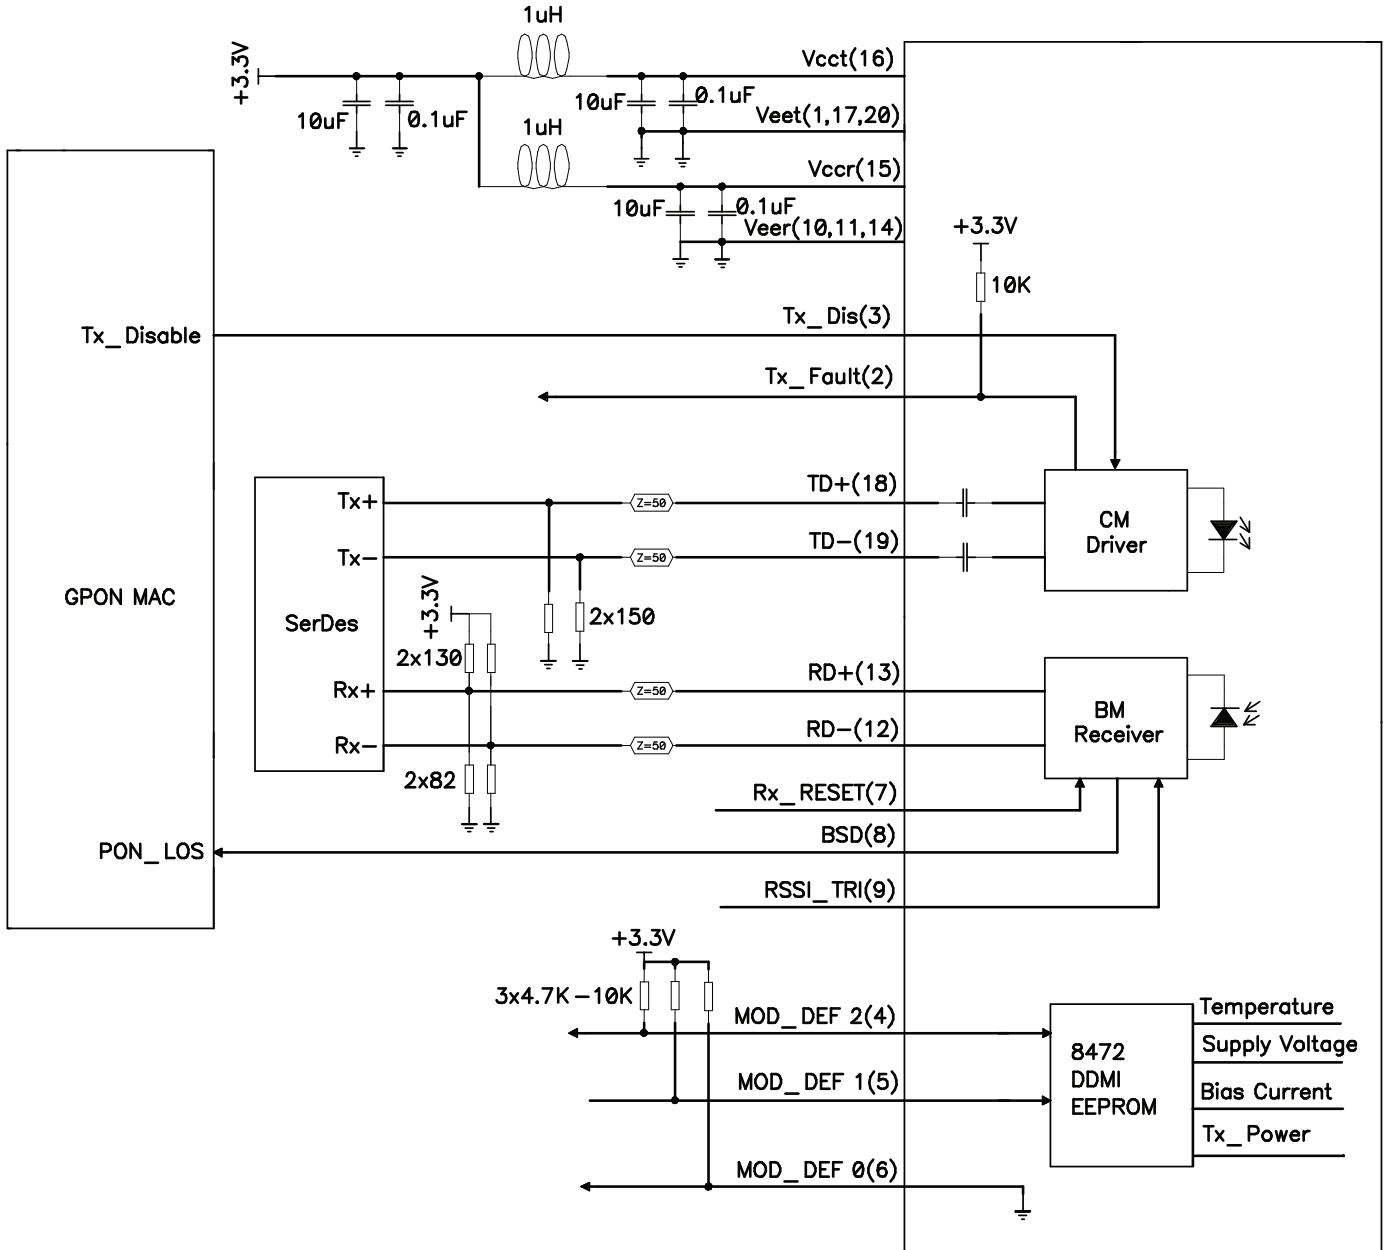 1uH
+3.3V
Vcct(16)
10uF
0.1uF
10uF
0.1uF
Veet(1,17,20)
1uH
Vccr(15)
10uF
0.1uF
Veer(10,11,14)
+3.3V
10K
Tx_Disable
Tx_Dis(3)
Tx_Fault(2)
Tx+
Z=50
TD+(18)
Tx-
Z=50
TD-(19)
CM
Driver
GPON MAC
SerDes
+3.3V
2x150
2x130
Rx+
Z=50
RD+(13)
Rx-
Z=50
RD-(12)
BM
Receiver
2x82
Rx_RESET(7)
PON_LOS
BSD(8)
RSSI_TRI(9)
+3.3V
3x4.7K-10K
MOD_DEF 2(4)
MOD_DEF 1(5)
MOD_DEF 0(6)
8472
DDMI
EEPROM
Temperature
Supply Voltage
Bias Current
Tx_Power